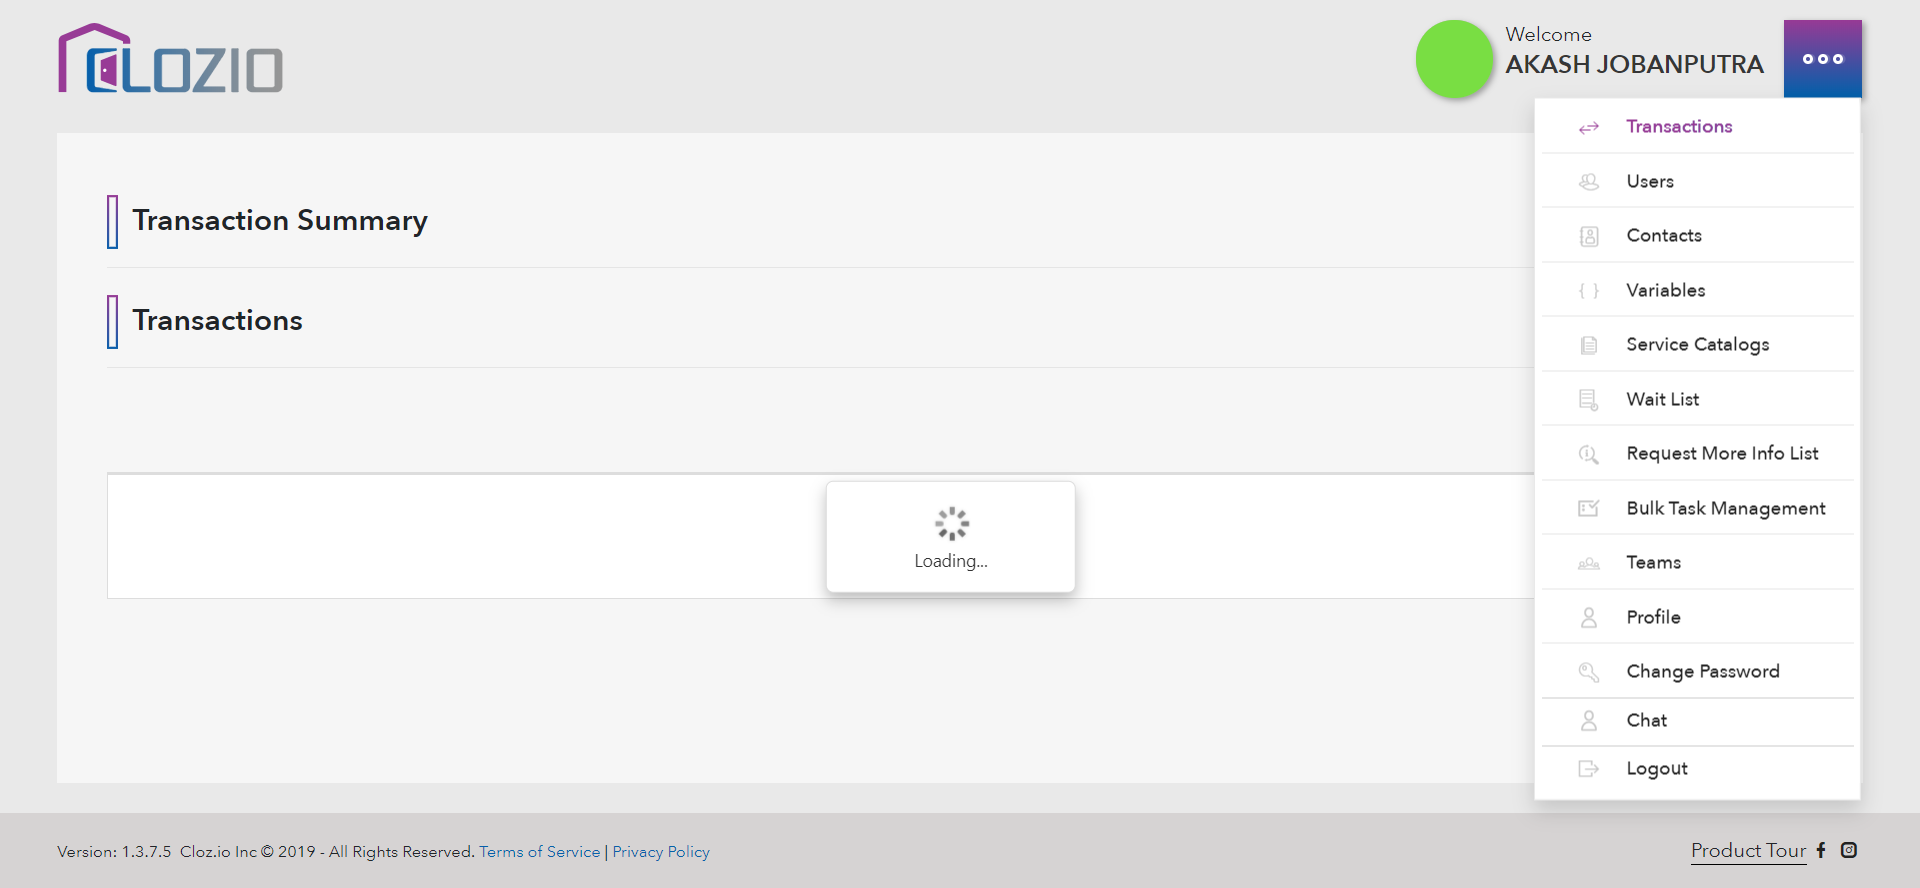 CLOZIO
Welcome
AKASH JOBANPUTRA
Transactions
Users
Contacts
Variables
Service Catalogs
Wait List
Request More Info List
Bulk Task Management
Teams
Profile
Change Password
Chat
Logout
Transaction Summary
Transactions
Loading...
Version: 1.3.7.5 Cloz.io Inc © 2019 - All Rights Reserved. Terms of Service | Privacy Policy
Product Tour